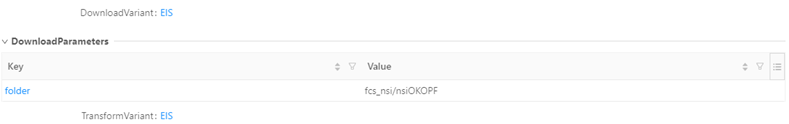 DownloadVariant: EIS
DownloadParameters
Key Value
folder fcs_nsi/nsiOKOPF
TransformVariant: EIS